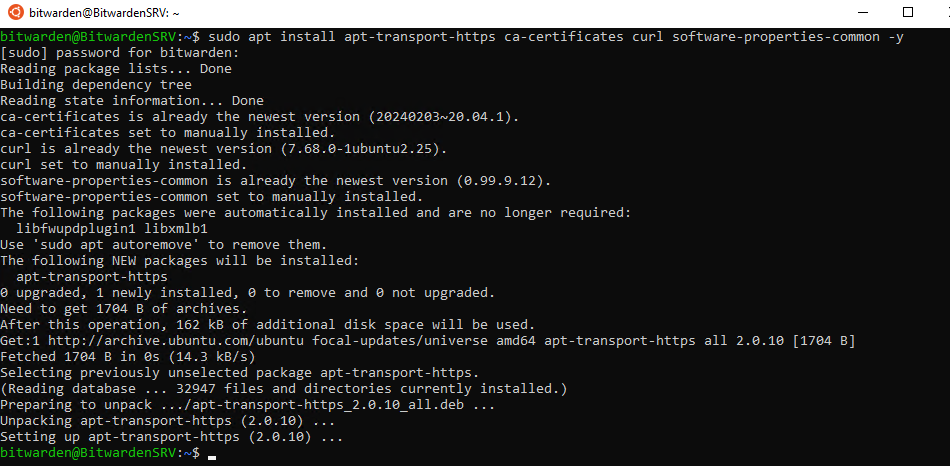 bitwarden@BitwardenSRV: ~
bitwarden@BitwardenSRV:~$ sudo apt install apt-transport-https ca-certificates curl software-properties-common -y
[sudo] password for bitwarden:
Reading package lists... Done
Building dependency tree
Reading state information... Done
ca-certificates is already the newest version (20240203~20.04.1).
ca-certificates set to manually installed.
curl is already the newest version (7.68.0-1ubuntu2.25).
curl set to manually installed.
software-properties-common is already the newest version (0.99.9.12).
software-properties-common set to manually installed.
The following packages were automatically installed and are no longer required:
  libfwupdplugin1 libxmlb1
Use 'sudo apt autoremove' to remove them.
The following NEW packages will be installed:
  apt-transport-https
0 upgraded, 1 newly installed, 0 to remove and 0 not upgraded.
Need to get 1704 B of archives.
After this operation, 162 kB of additional disk space will be used.
Get:1 http://archive.ubuntu.com/ubuntu focal-updates/universe amd64 apt-transport-https all 2.0.10 [1704 B]
Fetched 1704 B in 0s (14.3 kB/s)
Selecting previously unselected package apt-transport-https.
(Reading database ... 32947 files and directories currently installed.)
Preparing to unpack .../apt-transport-https_2.0.10_all.deb ...
Unpacking apt-transport-https (2.0.10) ...
Setting up apt-transport-https (2.0.10) ...
bitwarden@BitwardenSRV:~$